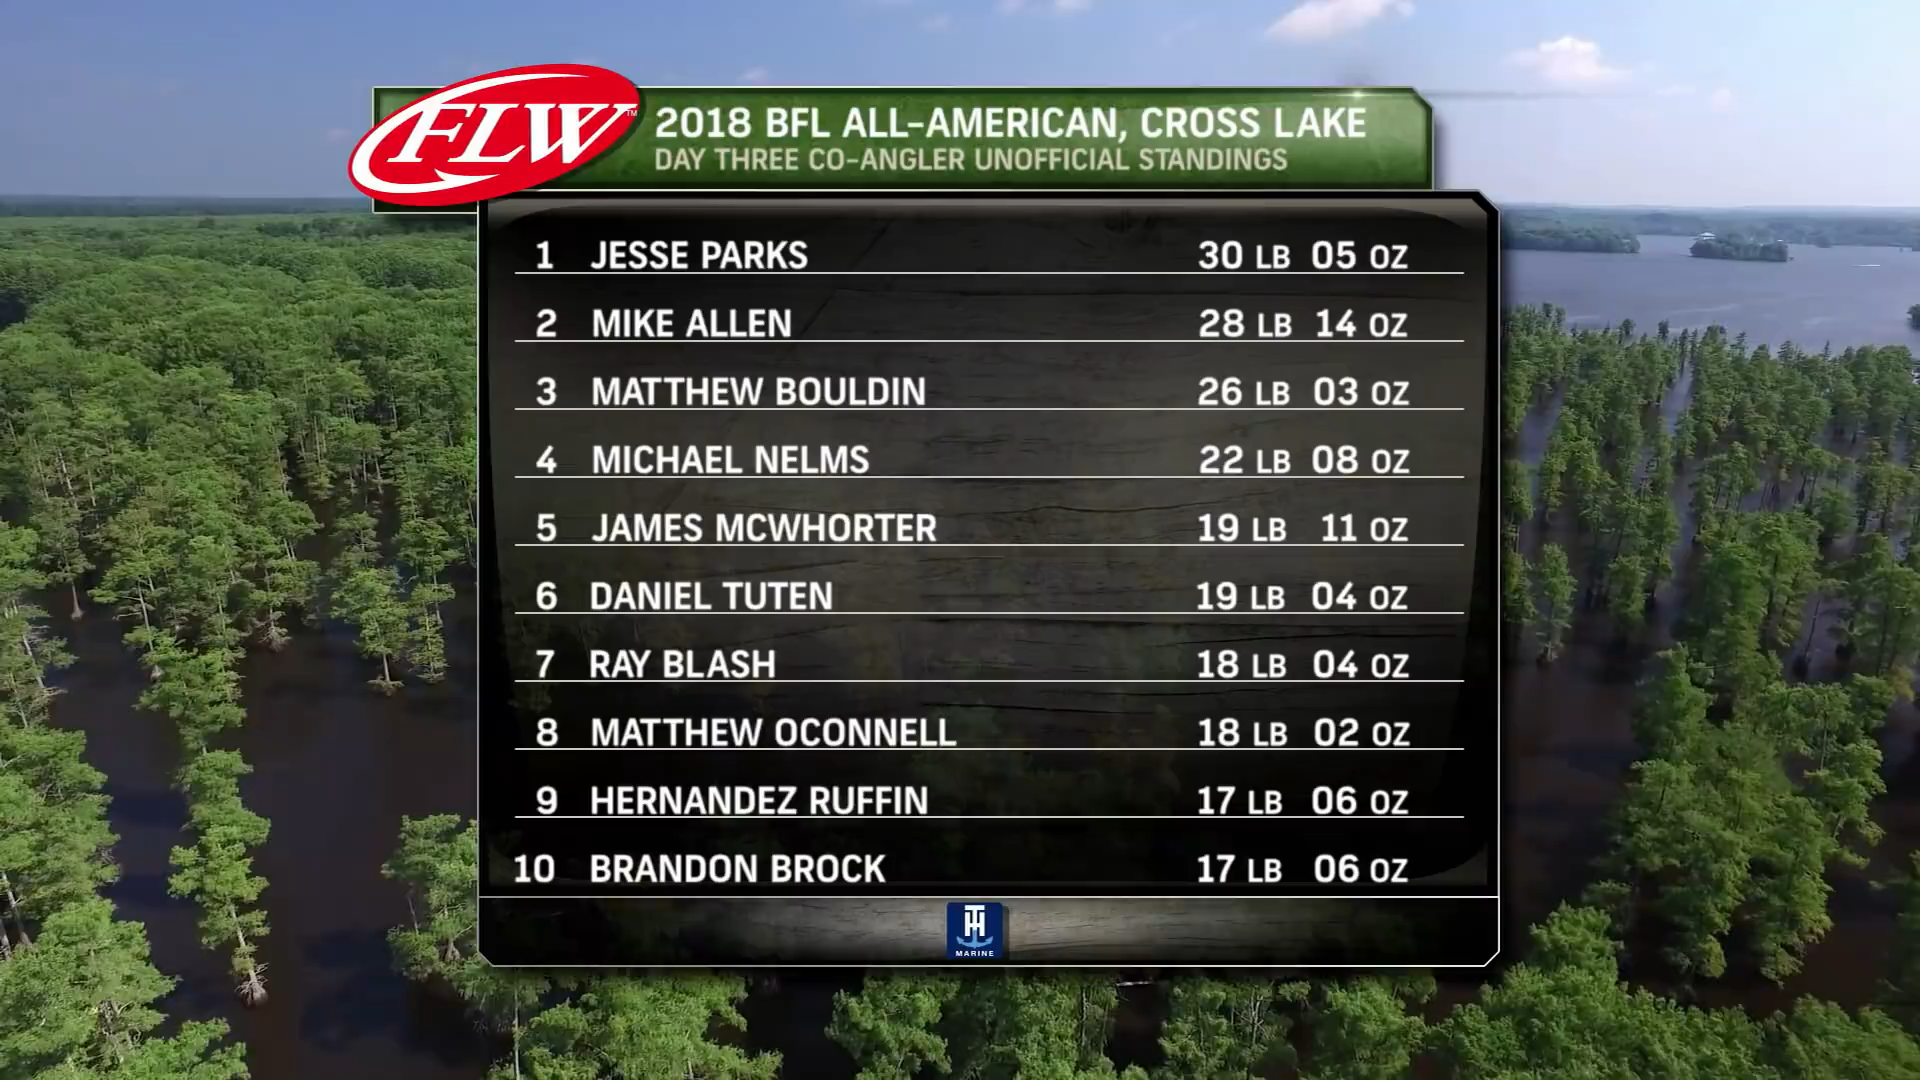 FLW™
2018 BFL ALL-AMERICAN, CROSS LAKE
DAY THREE CO-ANGLER UNOFFICIAL STANDINGS
1 JESSE PARKS 30 LB 05 OZ
2 MIKE ALLEN 28 LB 14 OZ
3 MATTHEW BOULDIN 26 LB 03 OZ
4 MICHAEL NELMS 22 LB 08 OZ
5 JAMES MCWHORTER 19 LB 11 OZ
6 DANIEL TUTEN 19 LB 04 OZ
7 RAY BLASH 18 LB 04 OZ
8 MATTHEW OCONNELL 18 LB 02 OZ
9 HERNANDEZ RUFFIN 17 LB 06 OZ
10 BRANDON BROCK 17 LB 06 OZ
TH
MARINE